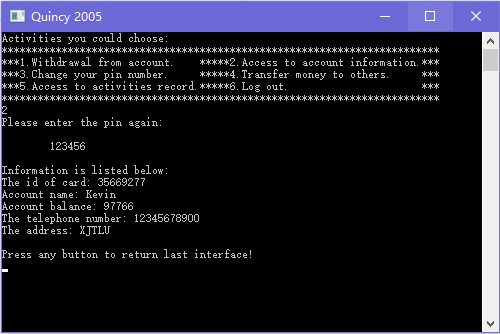 Quincy 2005
Activities you could choose:
*************************************************************************
***1.Withdrawal from account.    *****2.Access to account information.***
***3.Change your pin number.     *****4.Transfer money to others.     ***
***5.Access to activities record.*****6.Log out.                      ***
*************************************************************************
2
Please enter the pin again:
123456
Information is listed below:
The id of card: 35669277
Account name: Kevin
Account balance: 97766
The telephone number: 12345678900
The address: XJTLU
Press any button to return last interface!